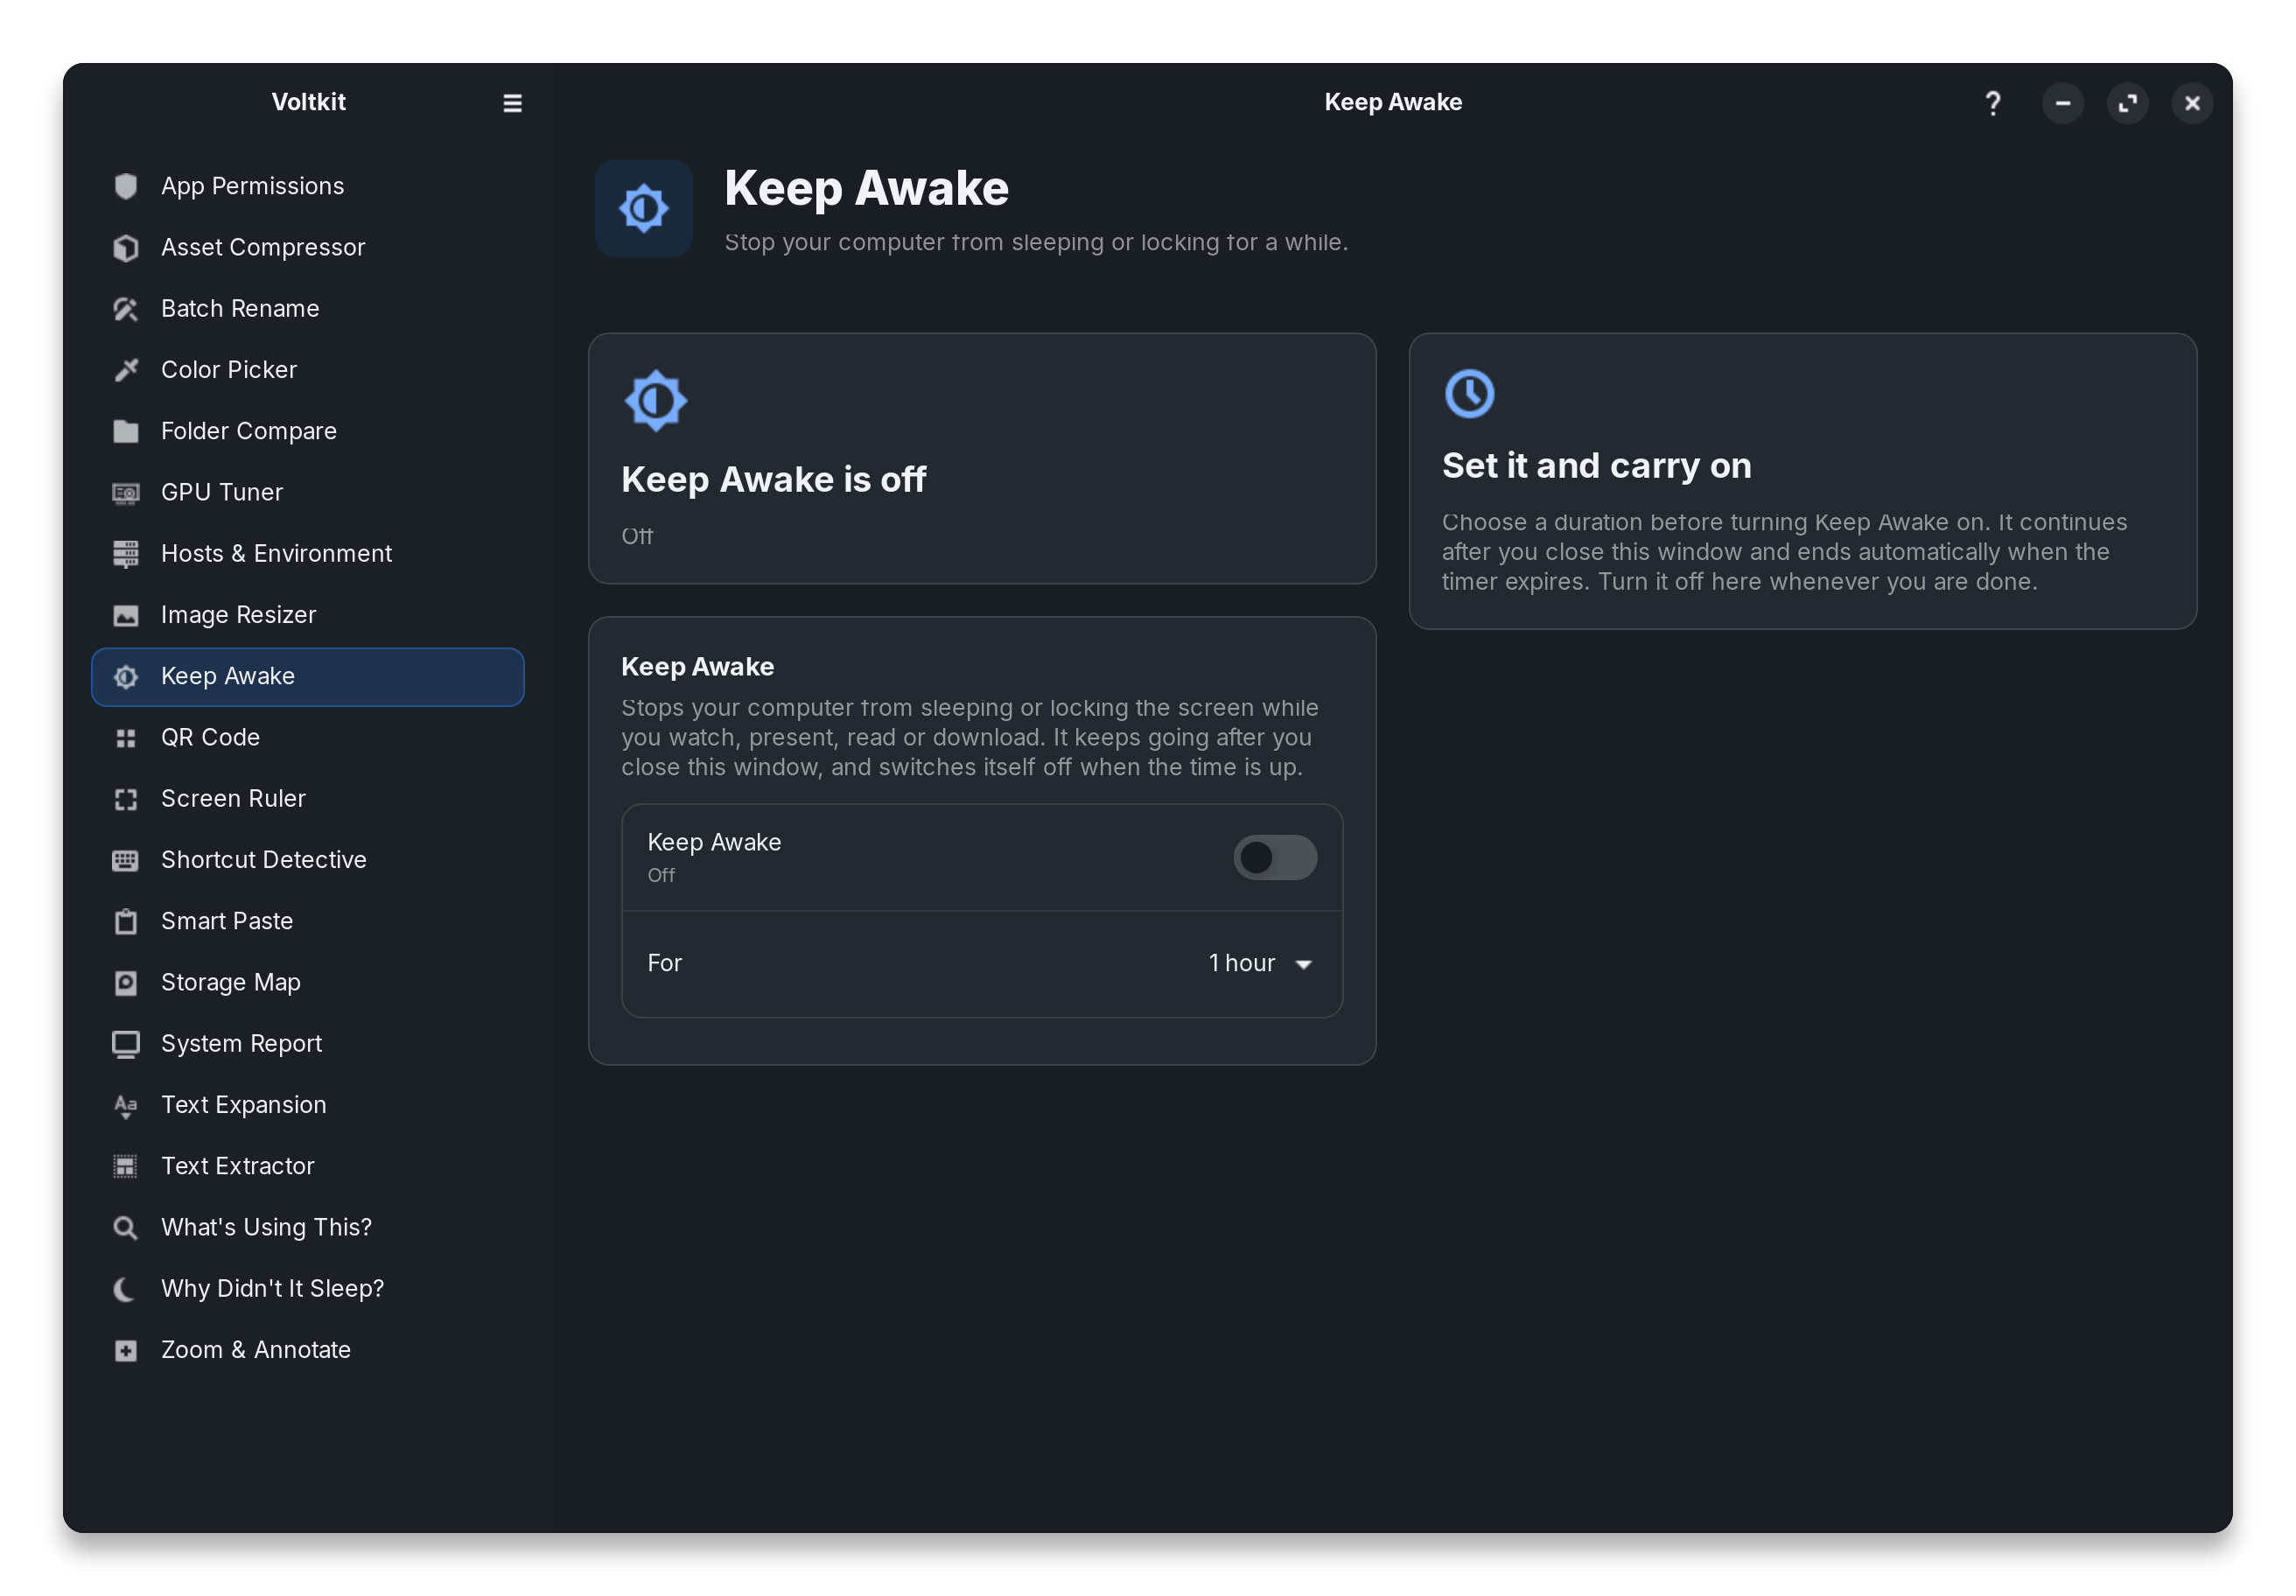 Voltkit
Keep Awake
?
App Permissions
Asset Compressor
Batch Rename
Color Picker
Folder Compare
GPU Tuner
Hosts & Environment
Image Resizer
Keep Awake
QR Code
Screen Ruler
Shortcut Detective
Smart Paste
Storage Map
System Report
Text Expansion
Text Extractor
What's Using This?
Why Didn't It Sleep?
Zoom & Annotate
Keep Awake
Stop your computer from sleeping or locking for a while.
Keep Awake is off
Off
Keep Awake
Stops your computer from sleeping or locking the screen while
you watch, present, read or download. It keeps going after you
close this window, and switches itself off when the time is up.
Keep Awake
Off
For
1 hour
Set it and carry on
Choose a duration before turning Keep Awake on. It continues
after you close this window and ends automatically when the
timer expires. Turn it off here whenever you are done.